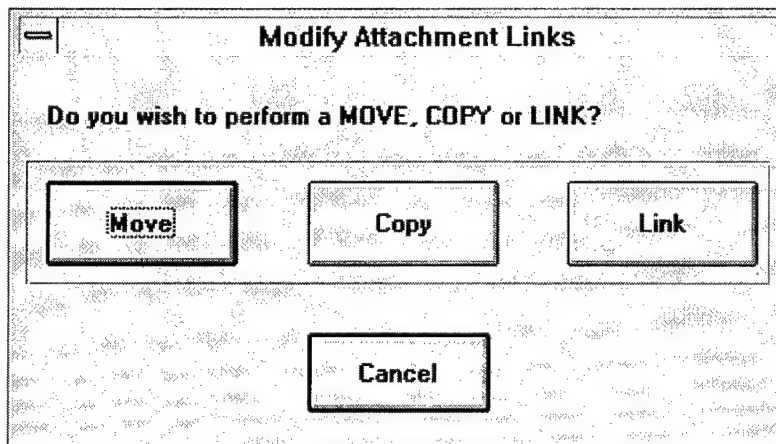 Modify Attachment Links
Do you wish to perform a MOVE, COPY or LINK?
Move Copy Link
Cancel